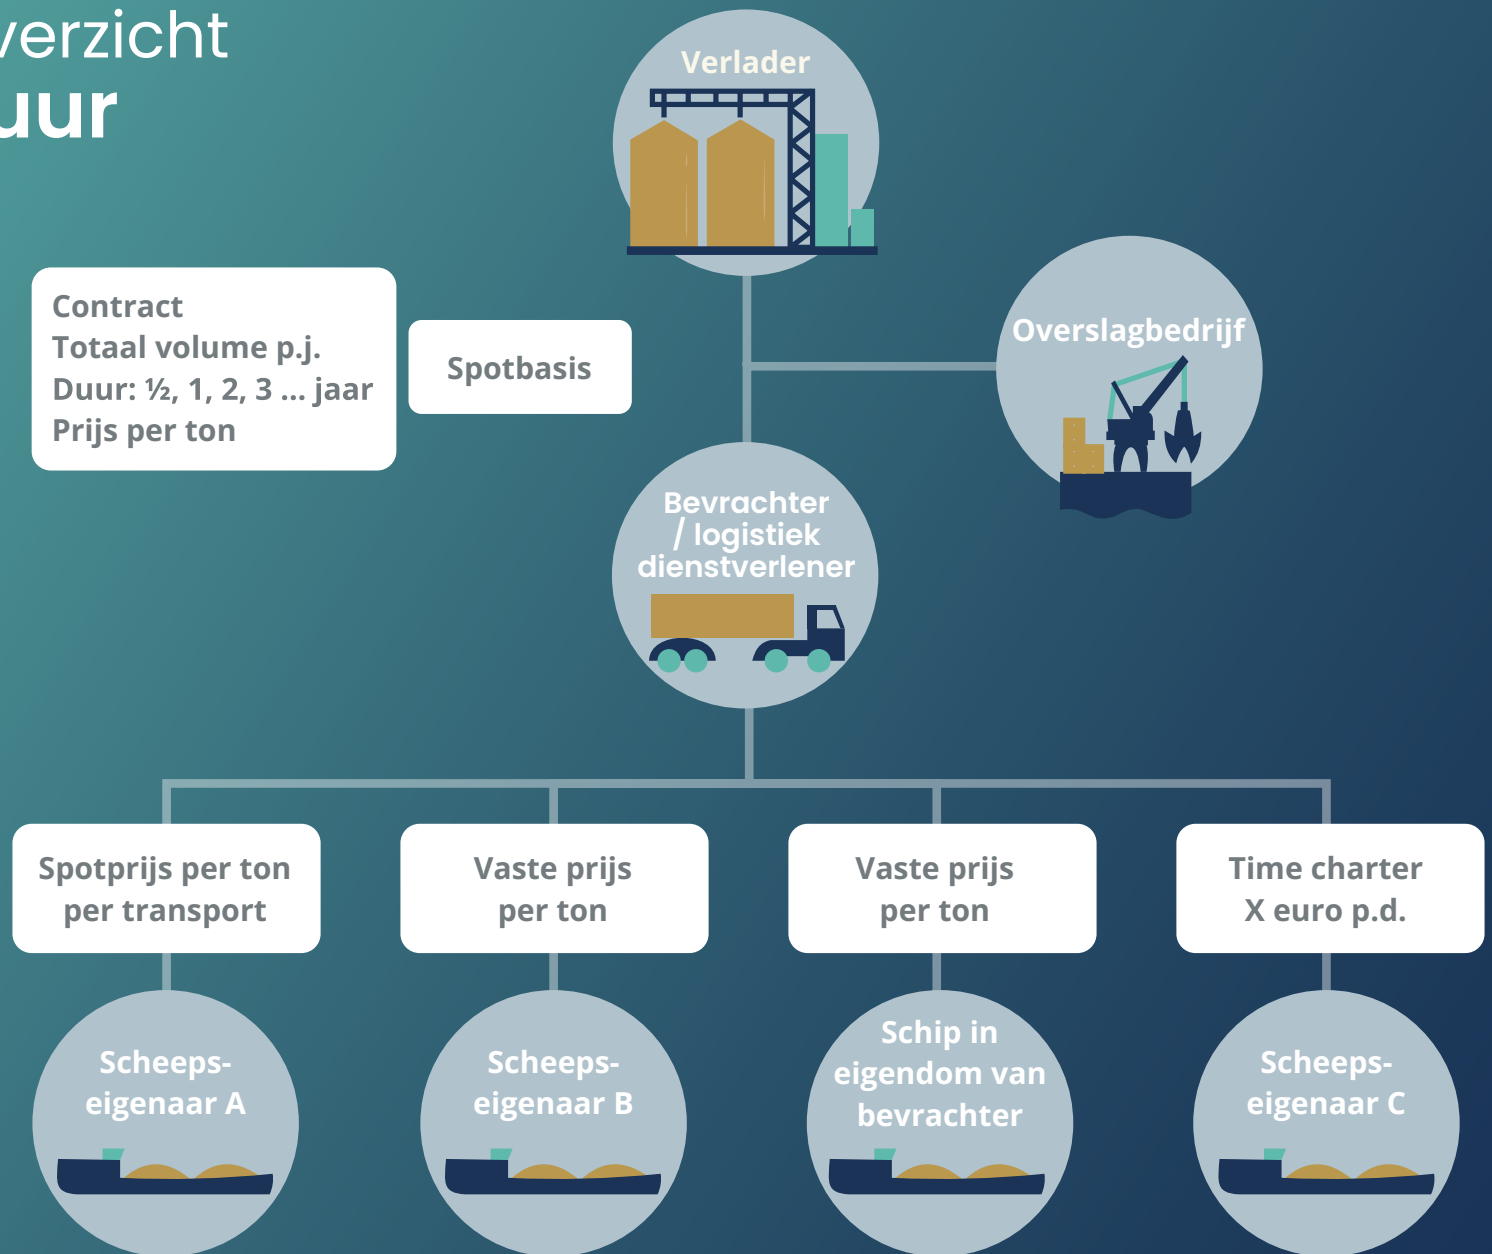 verzicht
uur
Verlader
Contract
Totaal volume p.j.
Duur: ½, 1, 2, 3 ... jaar
Prijs per ton
Spotbasis
Overslagbedrijf
Bevrachter
/ logistiek
dienstverlener
Spotprijs per ton
per transport
Vaste prijs
per ton
Vaste prijs
per ton
Time charter
X euro p.d.
Scheeps-
eigenaar A
Scheeps-
eigenaar B
Schip in
eigendom van
bevrachter
Scheeps-
eigenaar C